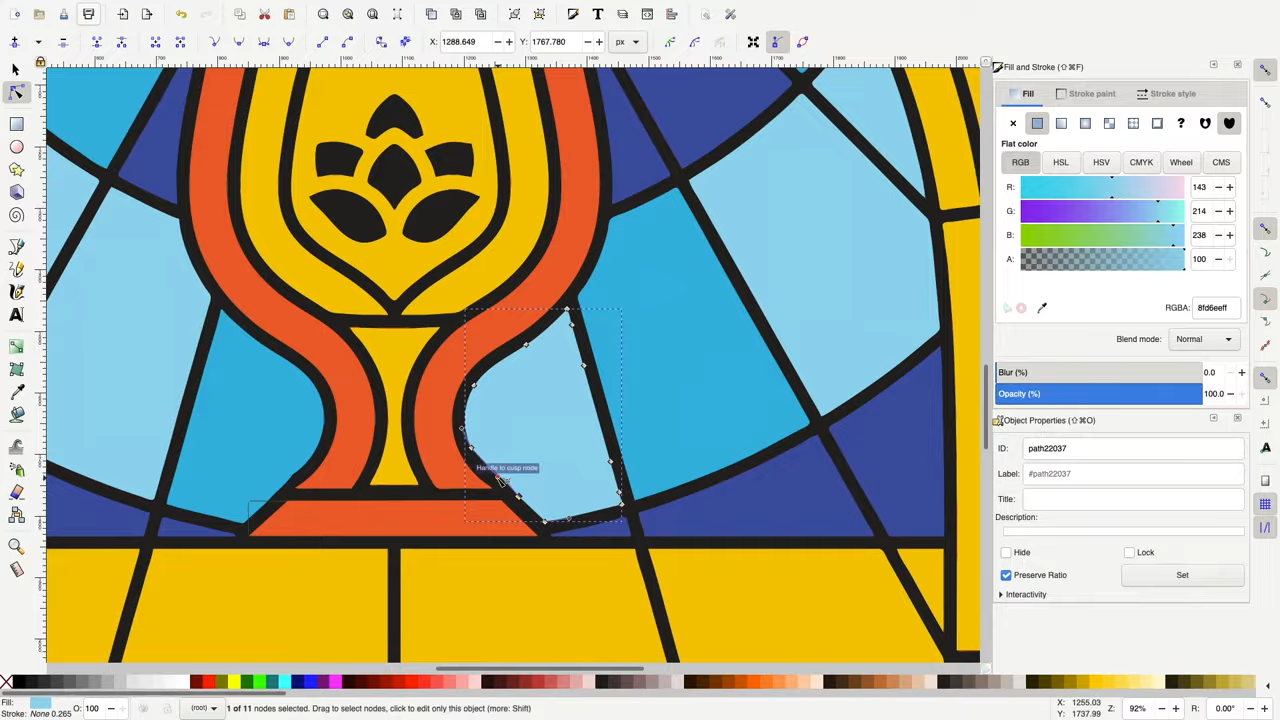 X: 1288.649 − + Y: 1767.780 − + px
Fill and Stroke (⇧⌘F)
Fill Stroke paint Stroke style
Flat color
RGB HSL HSV CMYK Wheel CMS
R: 143 − +
G: 214 − +
B: 238 − +
A: 100 − +
RGBA: 8fd6eeff
Blend mode: Normal
Blur (%) 0.0 − +
Opacity (%) 100.0 − +
Object Properties (⇧⌘O)
ID: path22037
Label: #path22037
Title:
Description:
Hide Lock
Preserve Ratio Set
Interactivity
Handle to cusp node
Fill:
Stroke: None 0.265
O: 100 − +
(root)
1 of 11 nodes selected. Drag to select nodes, click to edit only this object (more: Shift)
X: 1255.03
Y: 1737.99
Z: 92% − +
R: 0.00° − +